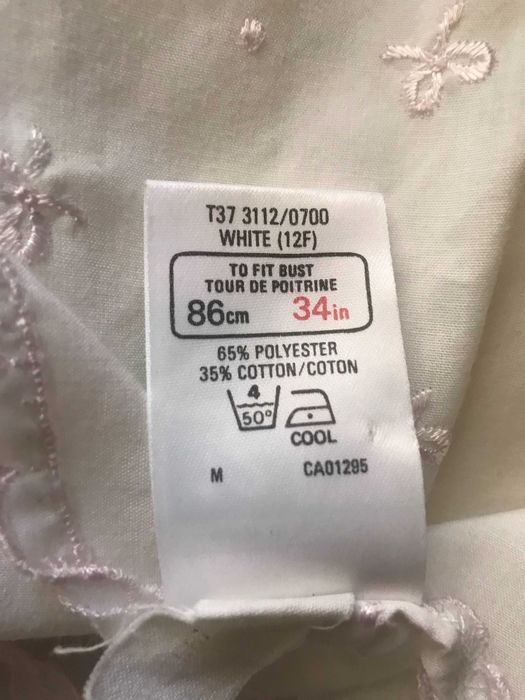 T37 3112/0700
WHITE (12F)
TO FIT BUST
TOUR DE POITRINE
86cm 34in
65% POLYESTER
35% COTTON/COTON
4
50°
COOL
M CA01295